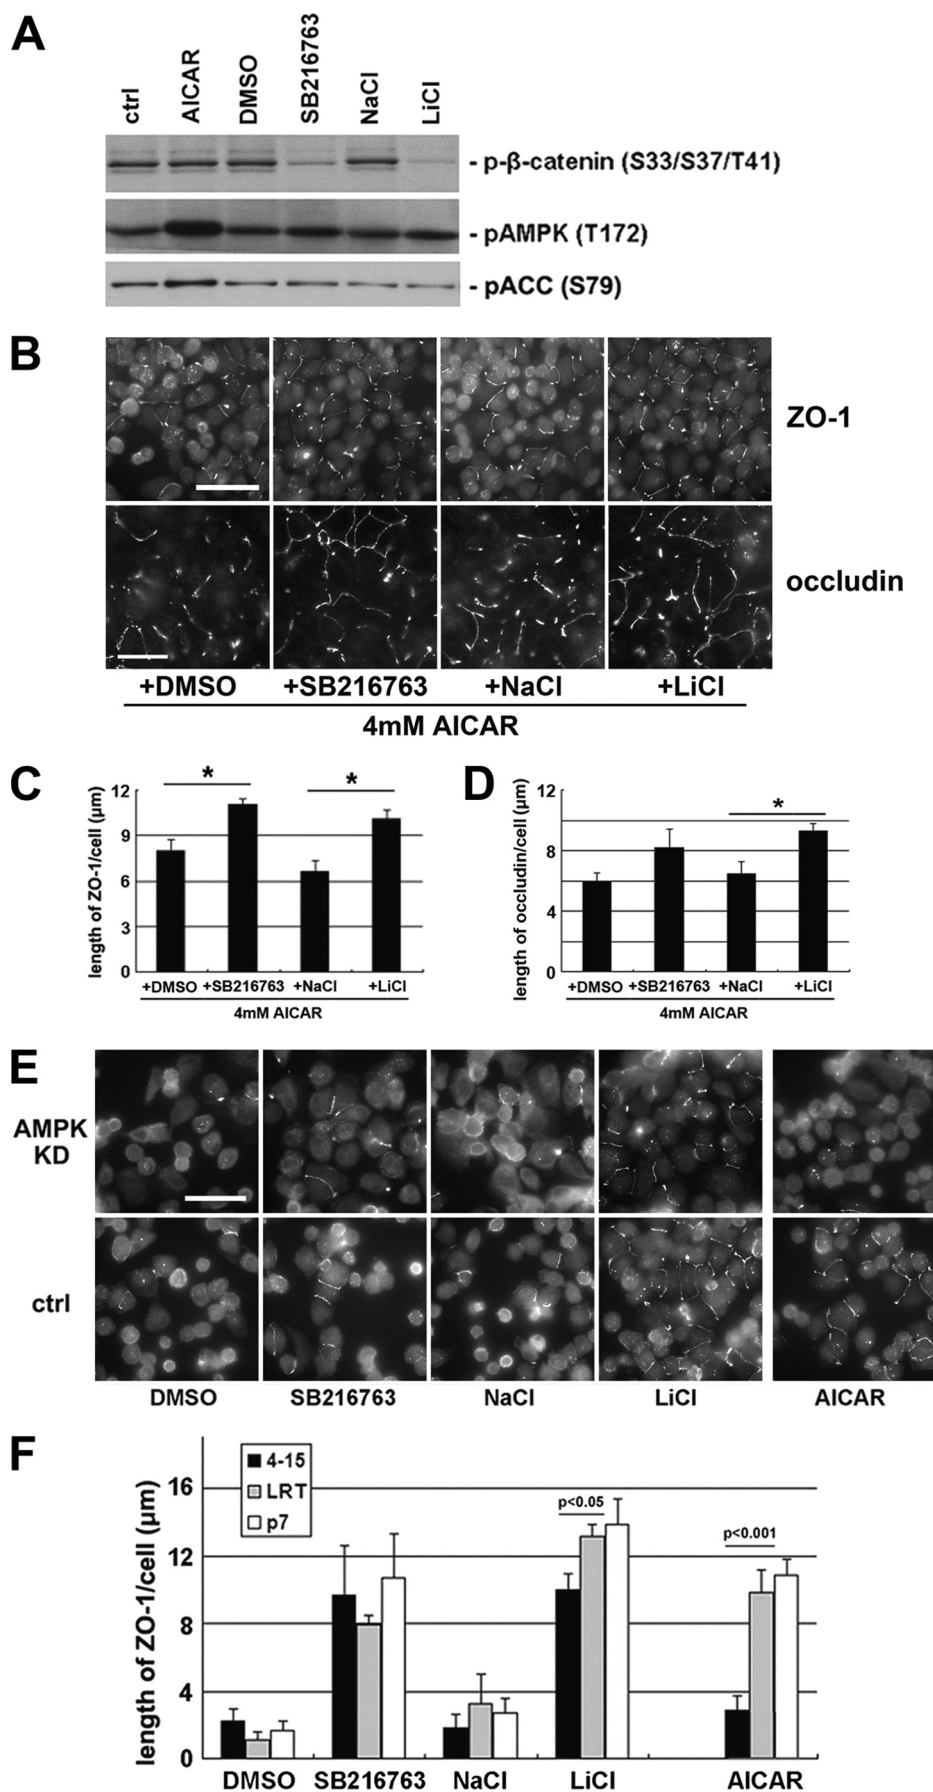 A
ctrl AICAR DMSO SB216763 NaCl LiCl
- p-β-catenin (S33/S37/T41)
- pAMPK (T172)
- pACC (S79)
B
ZO-1
occludin
+DMSO +SB216763 +NaCl +LiCl
4mM AICAR
C
length of ZO-1/cell (µm)
* *
12
9
6
3
0
+DMSO +SB216763 +NaCl +LiCl
4mM AICAR
D
length of occludin/cell (µm)
*
12
8
4
0
+DMSO +SB216763 +NaCl +LiCl
4mM AICAR
E
AMPK
KD
ctrl
DMSO SB216763 NaCl LiCl AICAR
F
length of ZO-1/cell (µm)
4-15
LRT
p7
p<0.05
p<0.001
16
12
8
4
0
DMSO SB216763 NaCl LiCl AICAR